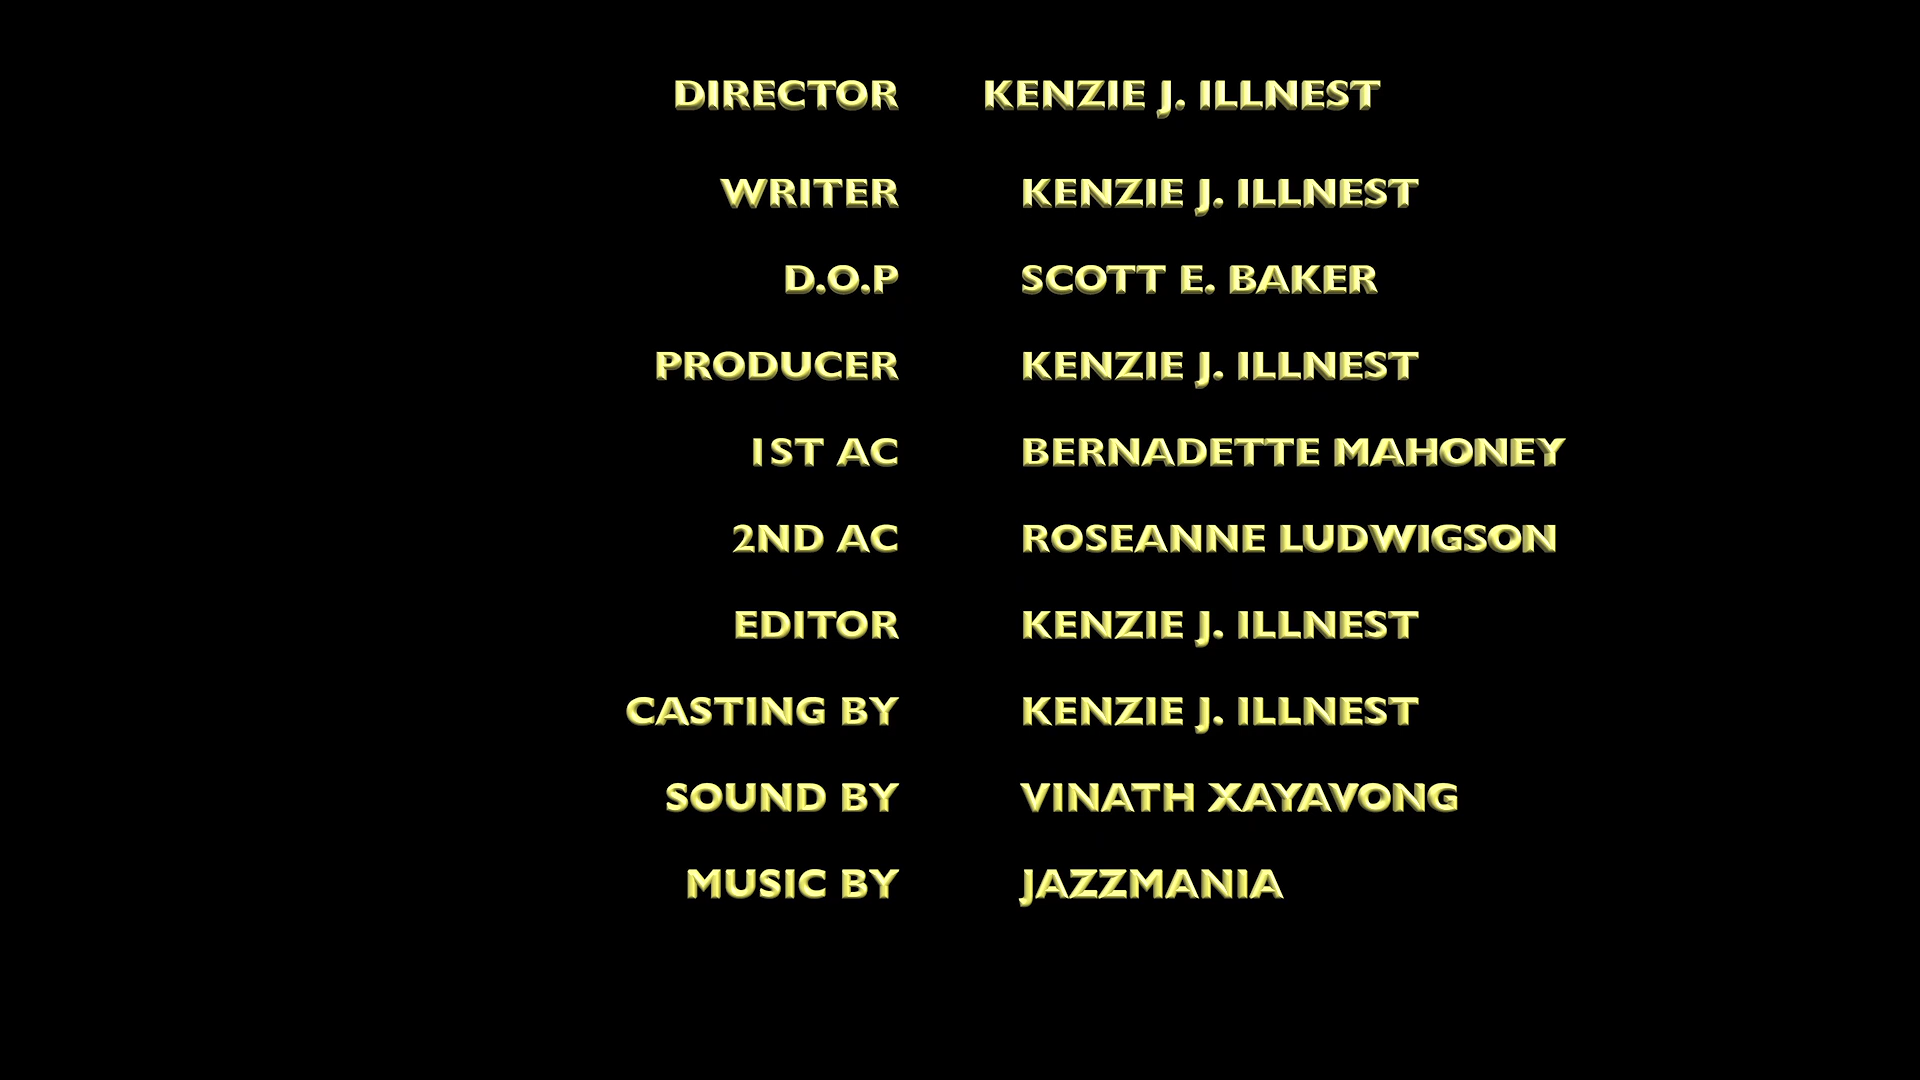 DIRECTOR KENZIE J. ILLNEST
WRITER KENZIE J. ILLNEST
D.O.P SCOTT E. BAKER
PRODUCER KENZIE J. ILLNEST
1ST AC BERNADETTE MAHONEY
2ND AC ROSEANNE LUDWIGSON
EDITOR KENZIE J. ILLNEST
CASTING BY KENZIE J. ILLNEST
SOUND BY VINATH XAYAVONG
MUSIC BY JAZZMANIA